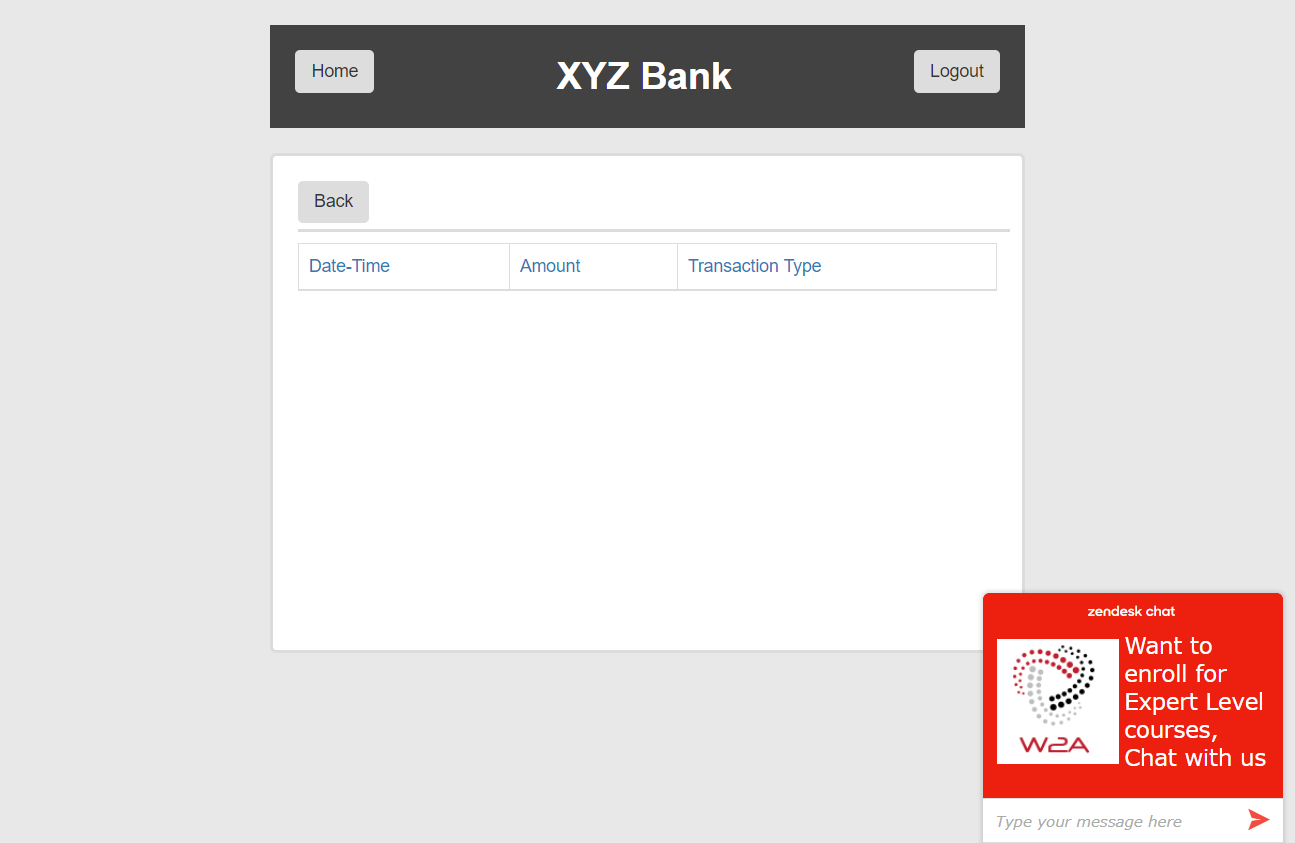 Home
XYZ Bank
Logout
Back
Date-Time
Amount
Transaction Type
zendesk chat
Want to
enroll for
Expert Level
courses,
Chat with us
W2A
Type your message here